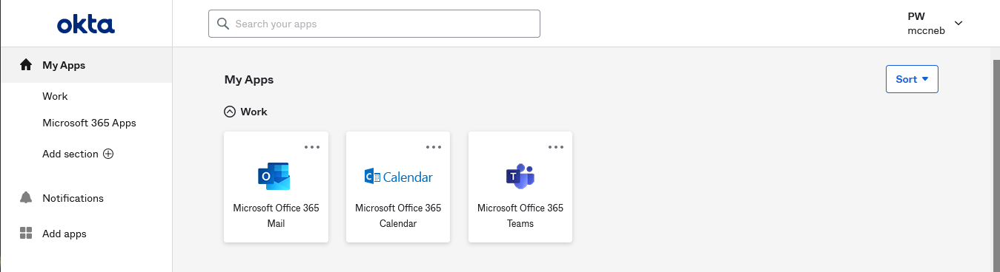 okta
Search your apps
PW
mccneb
My Apps
Work
Microsoft 365 Apps
Add section
Notifications
Add apps
My Apps
Sort
Work
O
Microsoft Office 365
Mail
C Calendar
Microsoft Office 365
Calendar
T
Microsoft Office 365
Teams